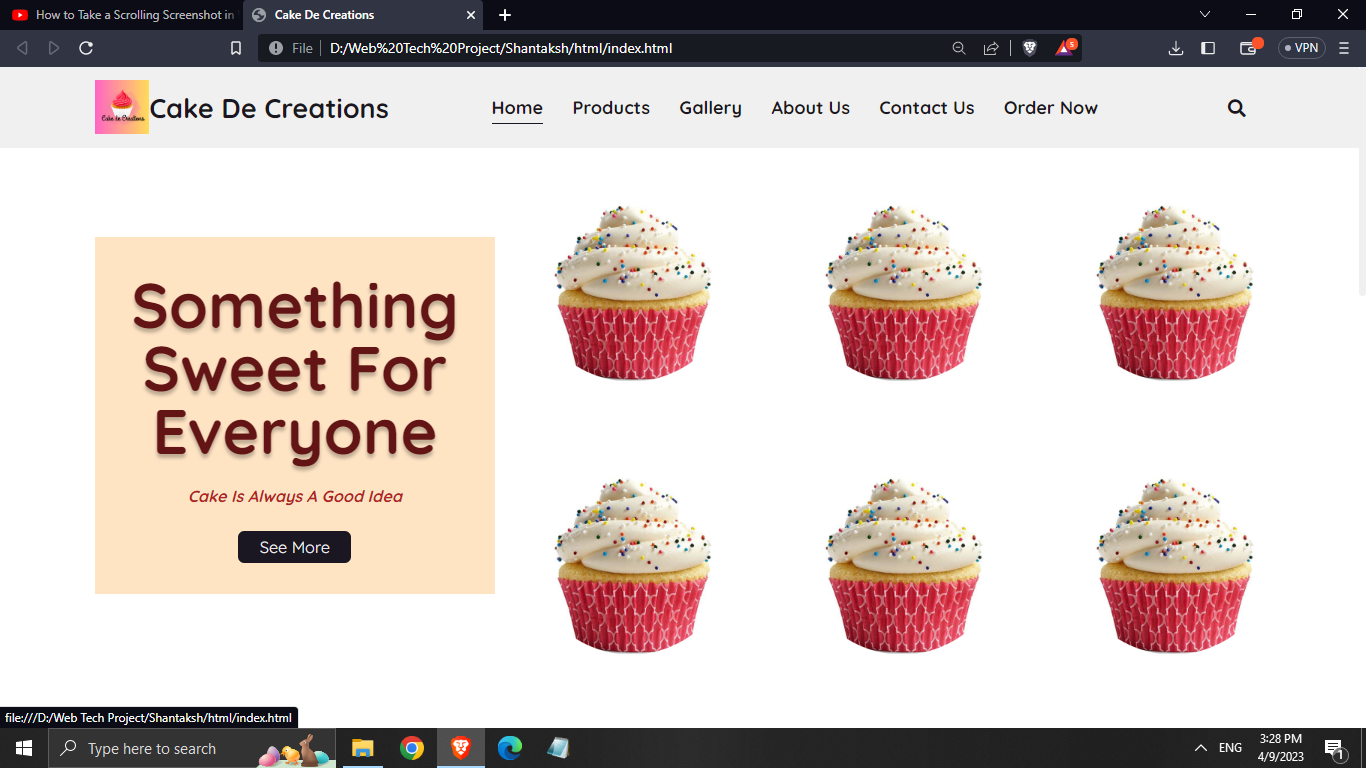 How to Take a Scrolling Screenshot in
Cake De Creations
File
D:/Web%20Tech%20Project/Shantaksh/html/index.html
5
VPN
Cake de Creations
Cake De Creations
Home
Products
Gallery
About Us
Contact Us
Order Now
Something
Sweet For
Everyone
Cake Is Always A Good Idea
See More
file:///D:/Web Tech Project/Shantaksh/html/index.html
Type here to search
ENG
3:28 PM
4/9/2023
1